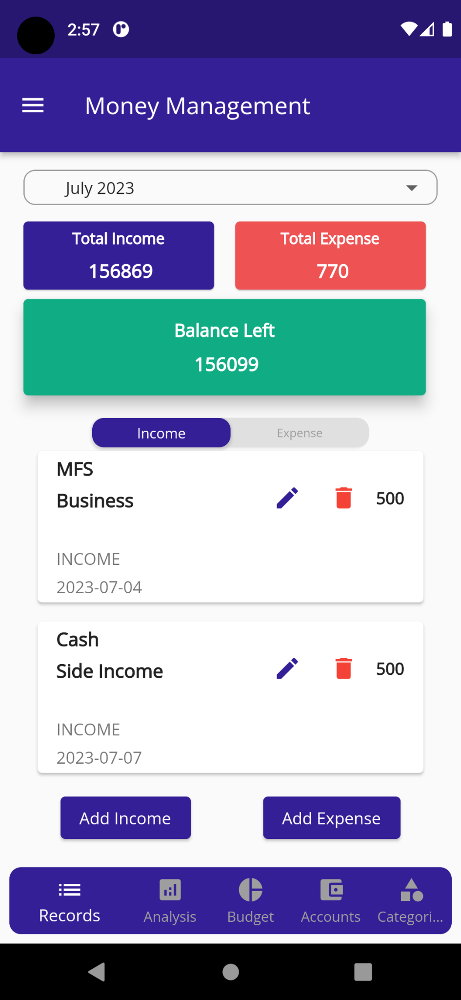 2:57
Money Management
July 2023
Total Income
156869
Total Expense
770
Balance Left
156099
Income
Expense
MFS
Business
500
INCOME
2023-07-04
Cash
Side Income
500
INCOME
2023-07-07
Add Income
Add Expense
Records
Analysis
Budget
Accounts
Categori...